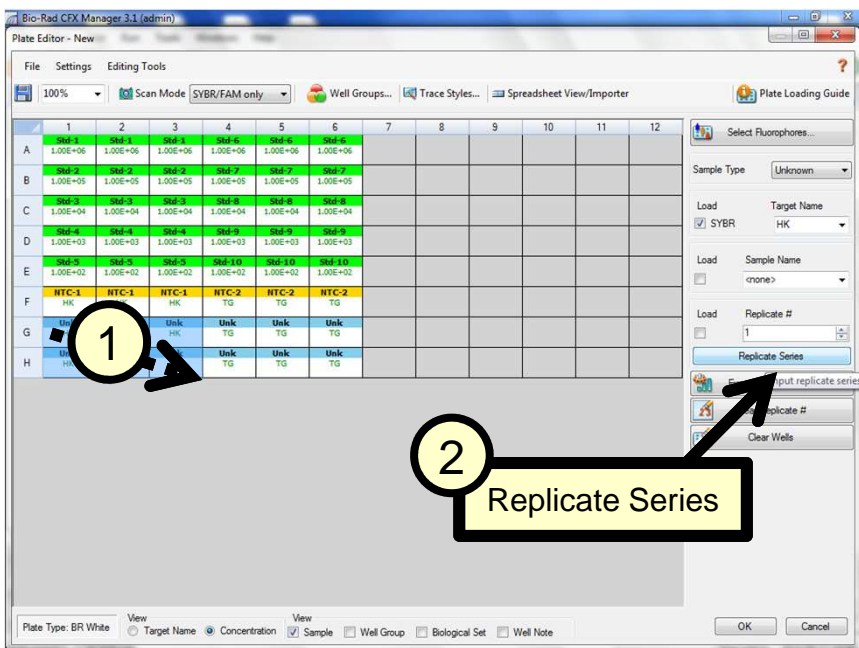 Bio-Rad CFX Manager 3.1 (admin)
Plate Editor - New
File Settings Editing Tools ?
100% Scan Mode SYBR/FAM only Well Groups... Trace Styles... Spreadsheet View/Importer Plate Loading Guide
1 2 3 4 5 6 7 8 9 10 11 12
Select Fluorophores...
A Std-1 Std-1 Std-1 Std-6 Std-6 Std-6
1.00E+06 1.00E+06 1.00E+06 1.00E+06 1.00E+06 1.00E+06
B Std-2 Std-2 Std-2 Std-7 Std-7 Std-7
1.00E+05 1.00E+05 1.00E+05 1.00E+05 1.00E+05 1.00E+05
Sample Type Unknown
C Std-3 Std-3 Std-3 Std-8 Std-8 Std-8
1.00E+04 1.00E+04 1.00E+04 1.00E+04 1.00E+04 1.00E+04
Load Target Name
SYBR HK
D Std-4 Std-4 Std-4 Std-9 Std-9 Std-9
1.00E+03 1.00E+03 1.00E+03 1.00E+03 1.00E+03 1.00E+03
E Std-5 Std-5 Std-5 Std-10 Std-10 Std-10
1.00E+02 1.00E+02 1.00E+02 1.00E+02 1.00E+02 1.00E+02
Load Sample Name
<none>
F NTC-1 NTC-1 NTC-1 NTC-2 NTC-2 NTC-2
HK HK TG TG TG
Load Replicate #
1
G Unk Unk Unk Unk
HK TG TG TG
Replicate Series
H Unk Unk Unk
TG TG TG
Input replicate series
Replicate #
Clear Wells
1
2
Replicate Series
Plate Type: BR White
View
Target Name Concentration
View
Sample Well Group Biological Set Well Note
OK Cancel